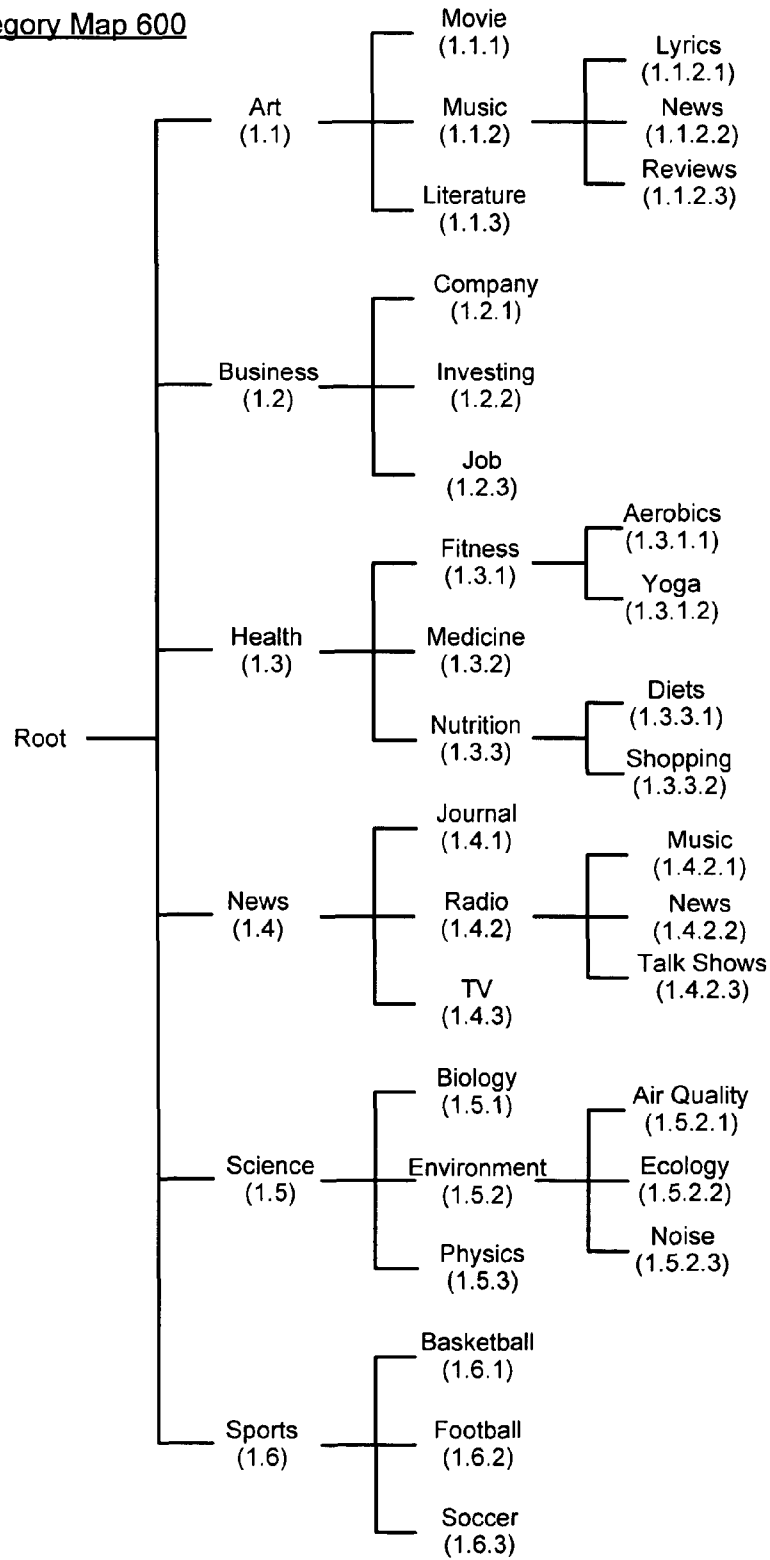 egory Map 600
Root
Art
(1.1)
Movie
(1.1.1)
Music
(1.1.2)
Lyrics
(1.1.2.1)
News
(1.1.2.2)
Reviews
(1.1.2.3)
Literature
(1.1.3)
Business
(1.2)
Company
(1.2.1)
Investing
(1.2.2)
Job
(1.2.3)
Health
(1.3)
Fitness
(1.3.1)
Aerobics
(1.3.1.1)
Yoga
(1.3.1.2)
Medicine
(1.3.2)
Nutrition
(1.3.3)
Diets
(1.3.3.1)
Shopping
(1.3.3.2)
News
(1.4)
Journal
(1.4.1)
Radio
(1.4.2)
Music
(1.4.2.1)
News
(1.4.2.2)
Talk Shows
(1.4.2.3)
TV
(1.4.3)
Science
(1.5)
Biology
(1.5.1)
Environment
(1.5.2)
Air Quality
(1.5.2.1)
Ecology
(1.5.2.2)
Noise
(1.5.2.3)
Physics
(1.5.3)
Sports
(1.6)
Basketball
(1.6.1)
Football
(1.6.2)
Soccer
(1.6.3)